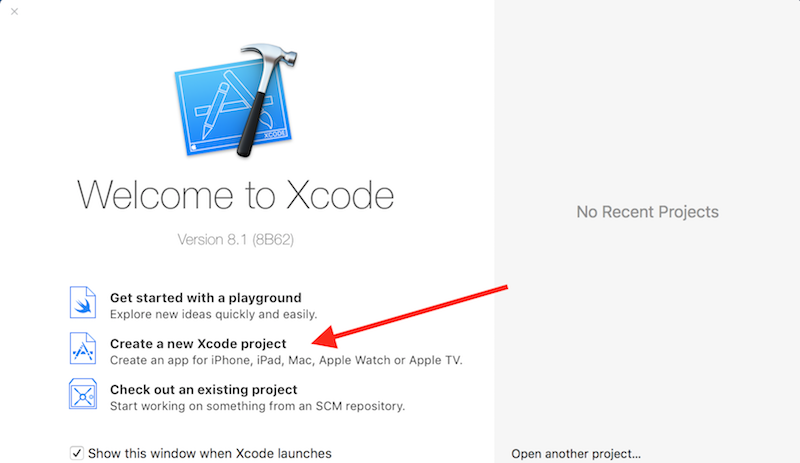 XCODE
Welcome to Xcode
Version 8.1 (8B62)
No Recent Projects
Get started with a playground
Explore new ideas quickly and easily.
Create a new Xcode project
Create an app for iPhone, iPad, Mac, Apple Watch or Apple TV.
Check out an existing project
Start working on something from an SCM repository.
Show this window when Xcode launches
Open another project...